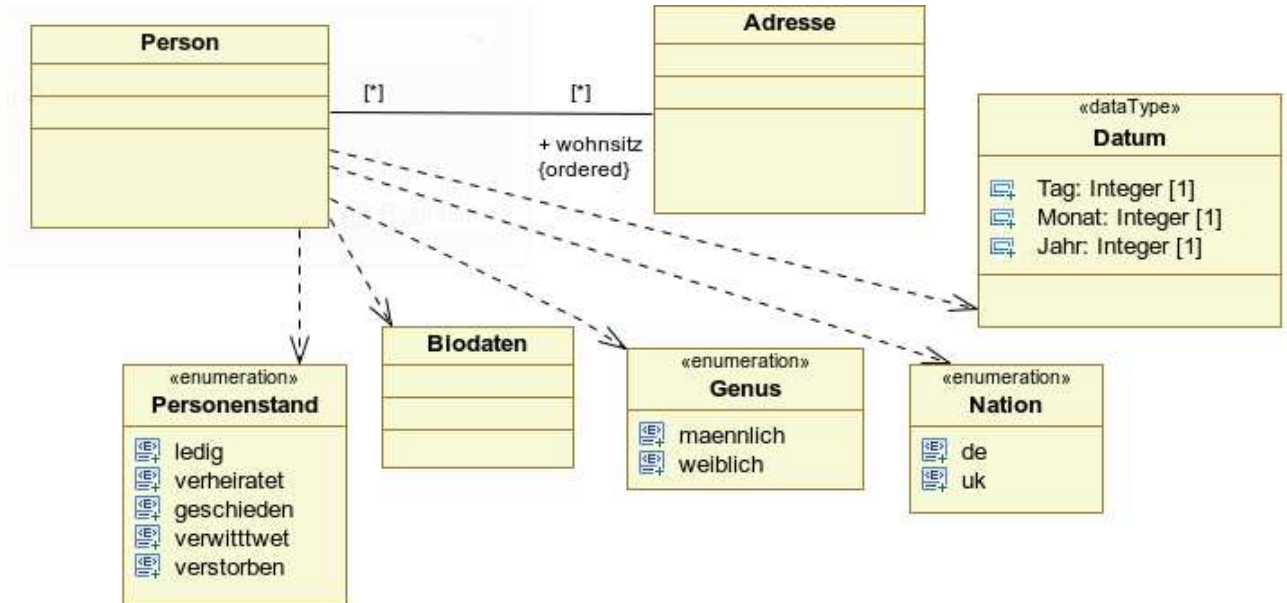 Person
Adresse
[*]
[*]
+ wohnsitz
{ordered}
«dataType»
Datum
Tag: Integer [1]
Monat: Integer [1]
Jahr: Integer [1]
Biodaten
«enumeration»
Personenstand
ledig
verheiratet
geschieden
verwitttwet
verstorben
«enumeration»
Genus
maennlich
weiblich
«enumeration»
Nation
de
uk